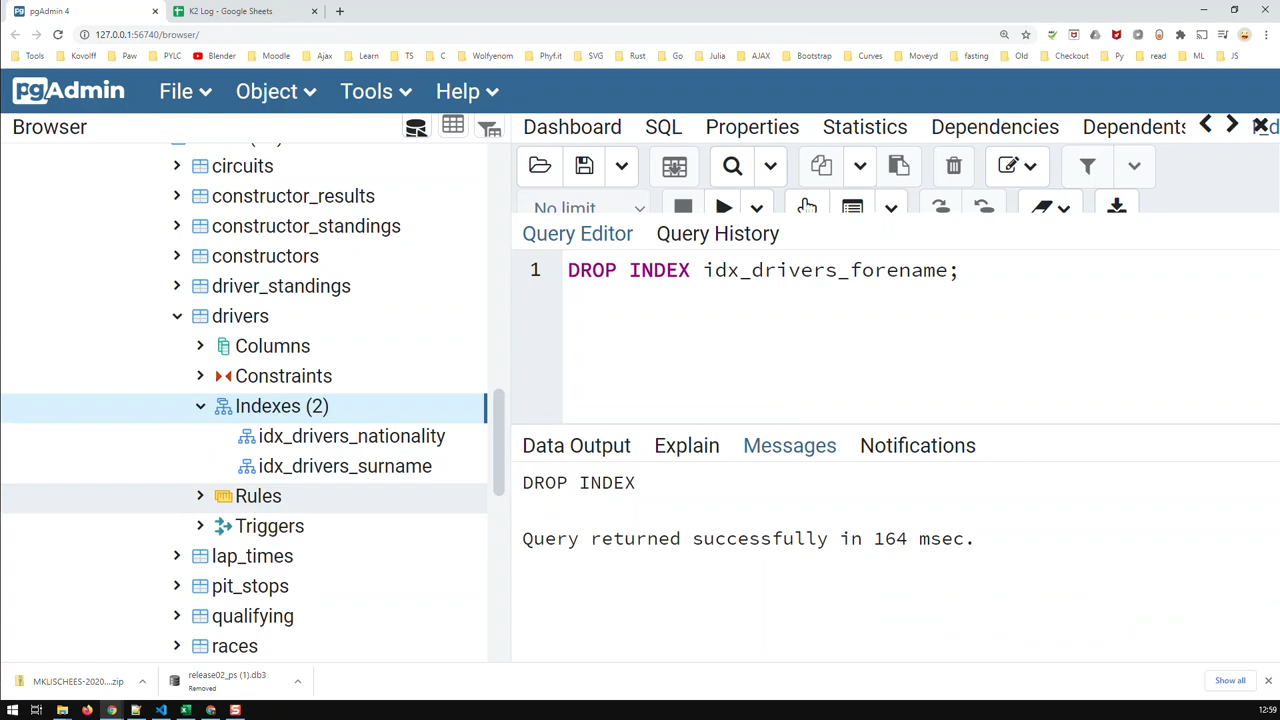 pgAdmin 4
K2 Log - Google Sheets
127.0.0.1:56740/browser/
Tools
Kovolff
Paw
PYLC
Blender
Moodle
Ajax
Learn
TS
C
Wolfyenom
Phyf.it
SVG
Rust
Go
Julia
AJAX
Bootstrap
Curves
Moveyd
fasting
Old
Checkout
Py
read
ML
JS
pgAdmin
File
Object
Tools
Help
Browser
Dashboard
SQL
Properties
Statistics
Dependencies
Dependents
circuits
constructor_results
constructor_standings
constructors
driver_standings
drivers
Columns
Constraints
Indexes (2)
idx_drivers_nationality
idx_drivers_surname
Rules
Triggers
lap_times
pit_stops
qualifying
races
No limit
Query Editor
Query History
1
DROP INDEX idx_drivers_forename;
Data Output
Explain
Messages
Notifications
DROP INDEX
Query returned successfully in 164 msec.
MKLISCHEES-2020....zip
release02_ps (1).db3
Removed
Show all
12:59